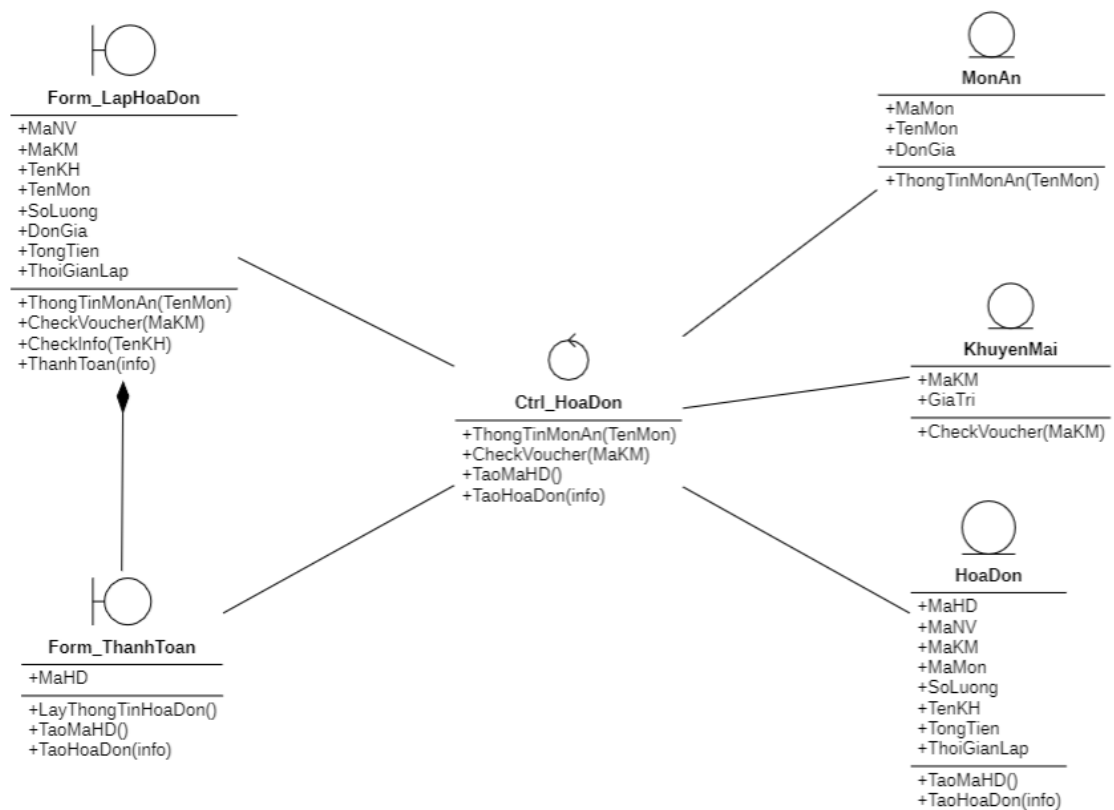 Form_LapHoaDon
+MaNV
+MaKM
+TenKH
+TenMon
+SoLuong
+DonGia
+TongTien
+ThoiGianLap
+ThongTinMonAn(TenMon)
+CheckVoucher(MaKM)
+CheckInfo(TenKH)
+ThanhToan(info)
Form_ThanhToan
+MaHD
+LayThongTinHoaDon()
+TaoMaHD()
+TaoHoaDon(info)
Ctrl_HoaDon
+ThongTinMonAn(TenMon)
+CheckVoucher(MaKM)
+TaoMaHD()
+TaoHoaDon(info)
MonAn
+MaMon
+TenMon
+DonGia
+ThongTinMonAn(TenMon)
KhuyenMai
+MaKM
+GiaTri
+CheckVoucher(MaKM)
HoaDon
+MaHD
+MaNV
+MaKM
+MaMon
+SoLuong
+TenKH
+TongTien
+ThoiGianLap
+TaoMaHD()
+TaoHoaDon(info)